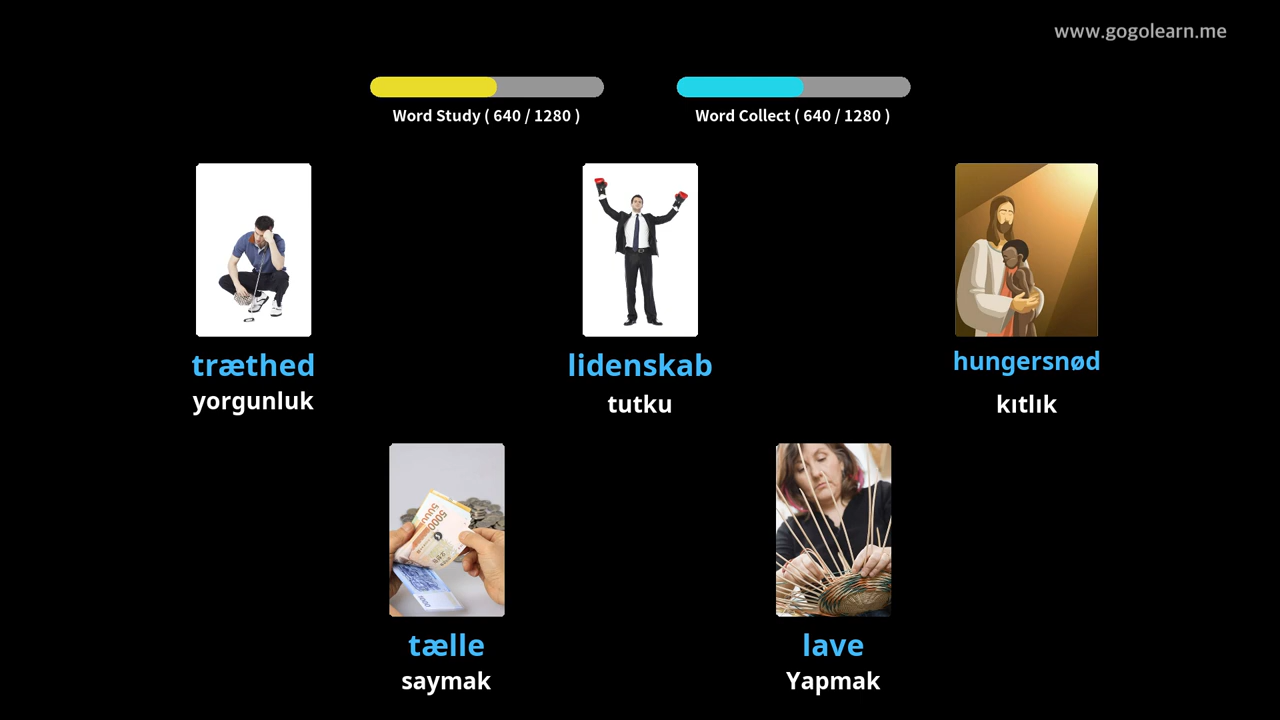 www.gogolearn.me
Word Study ( 640 / 1280 )
Word Collect ( 640 / 1280 )
træthed
yorgunluk
lidenskab
tutku
hungersnød
kıtlık
5000
tælle
saymak
lave
Yapmak